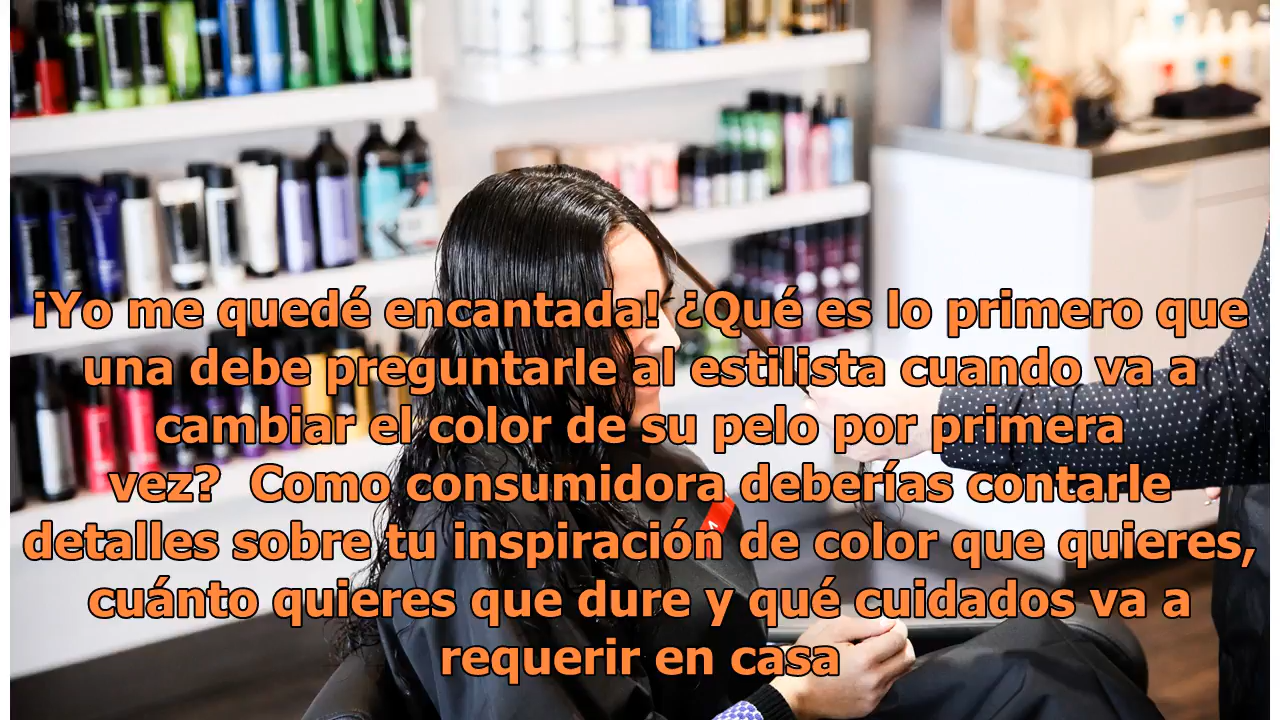 ¡Yo me quedé encantada! ¿Qué es lo primero que
una debe preguntarle al estilista cuando va a
cambiar el color de su pelo por primera
vez?  Como consumidora deberías contarle
detalles sobre tu inspiración de color que quieres,
cuánto quieres que dure y qué cuidados va a
requerir en casa